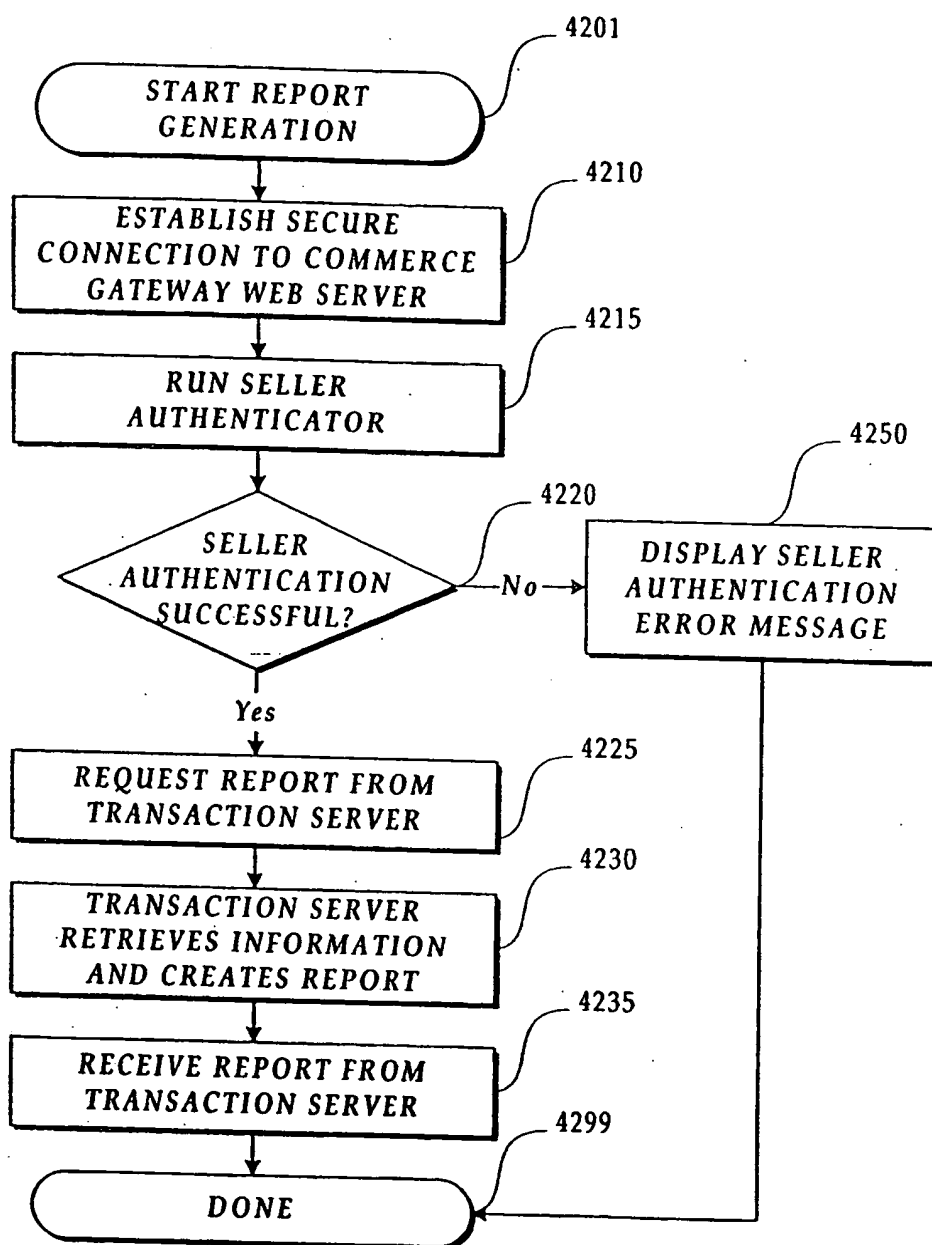 4201
START REPORT
GENERATION
4210
ESTABLISH SECURE
CONNECTION TO COMMERCE
GATEWAY WEB SERVER
4215
RUN SELLER
AUTHENTICATOR
4250
4220
SELLER
AUTHENTICATION
SUCCESSFUL?
No
DISPLAY SELLER
AUTHENTICATION
ERROR MESSAGE
Yes
4225
REQUEST REPORT FROM
TRANSACTION SERVER
4230
TRANSACTION SERVER
RETRIEVES INFORMATION
AND CREATES REPORT
4235
RECEIVE REPORT FROM
TRANSACTION SERVER
4299
DONE